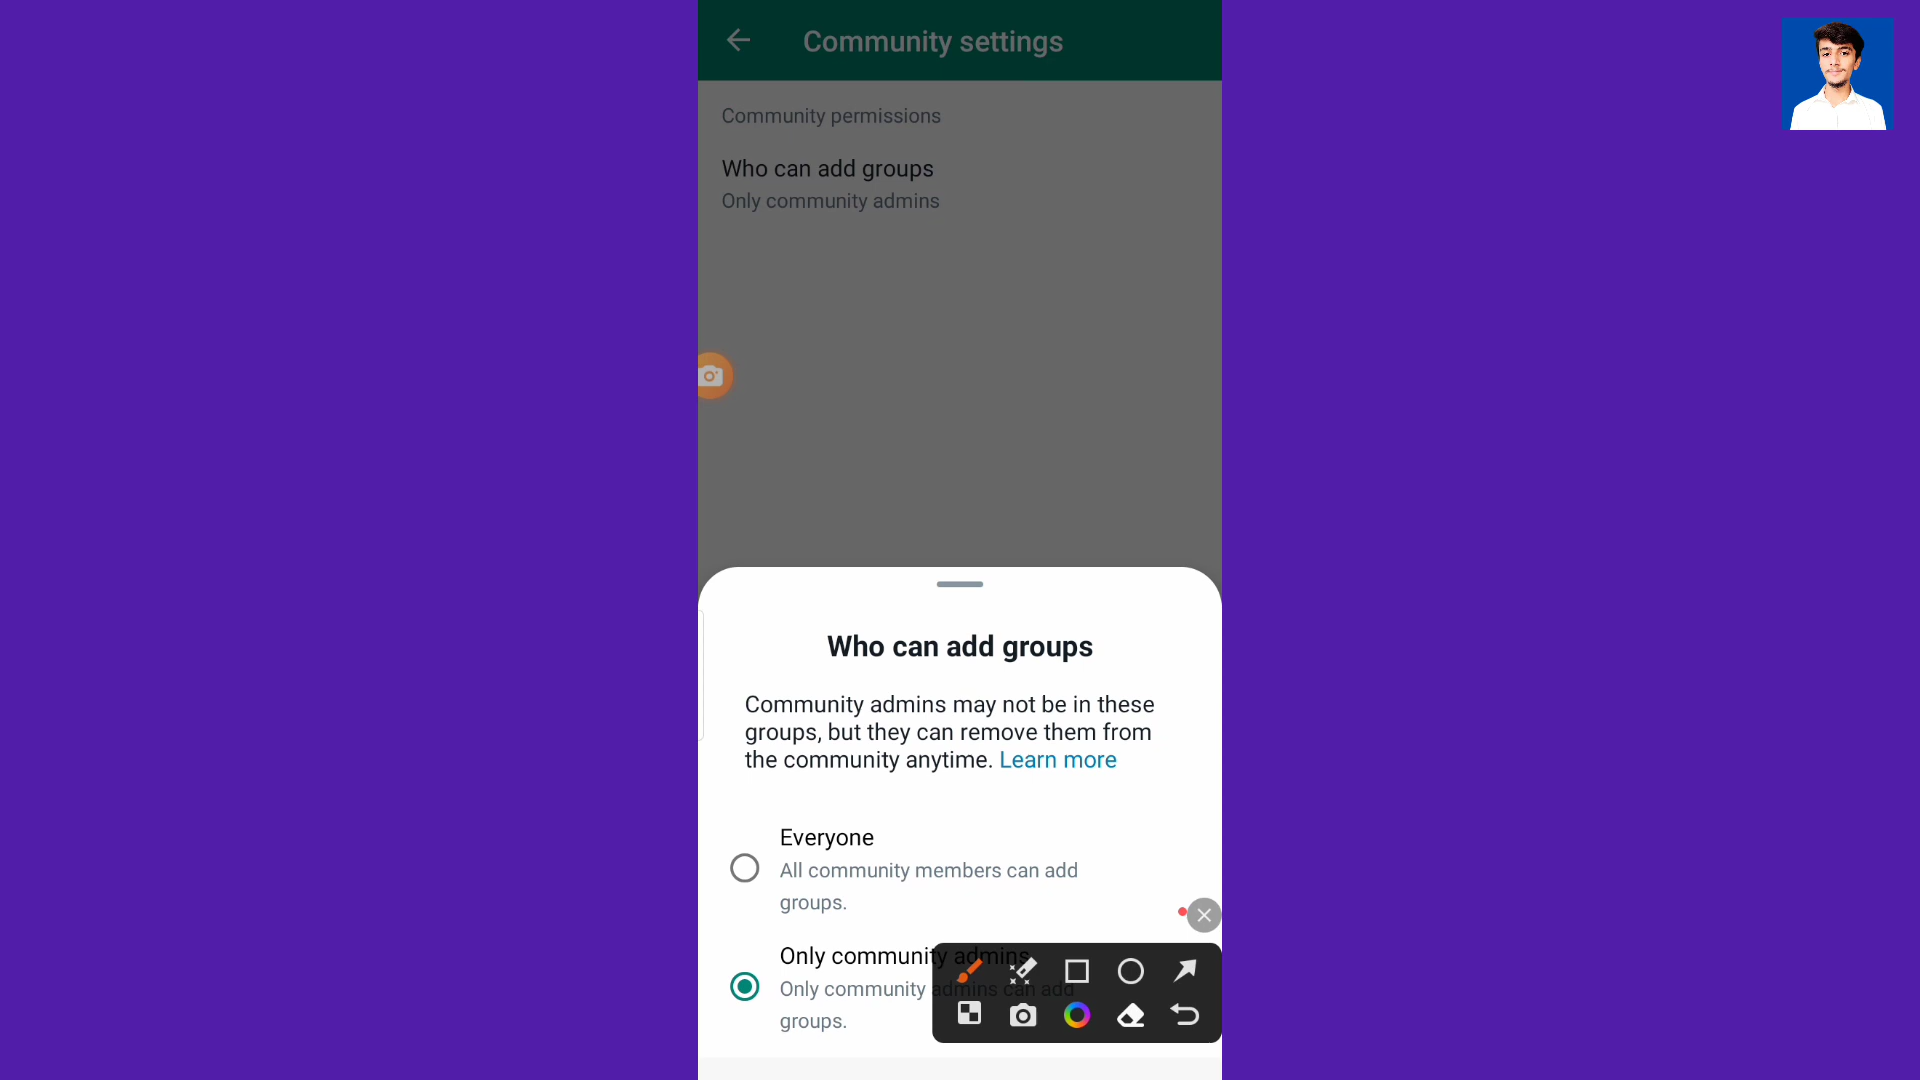 Community settings
Community permissions
Who can add groups
Only community admins
Who can add groups
Community admins may not be in these
groups, but they can remove them from
the community anytime. Learn more
Everyone
All community members can add
groups.
Only community admins
Only community admins can add
groups.